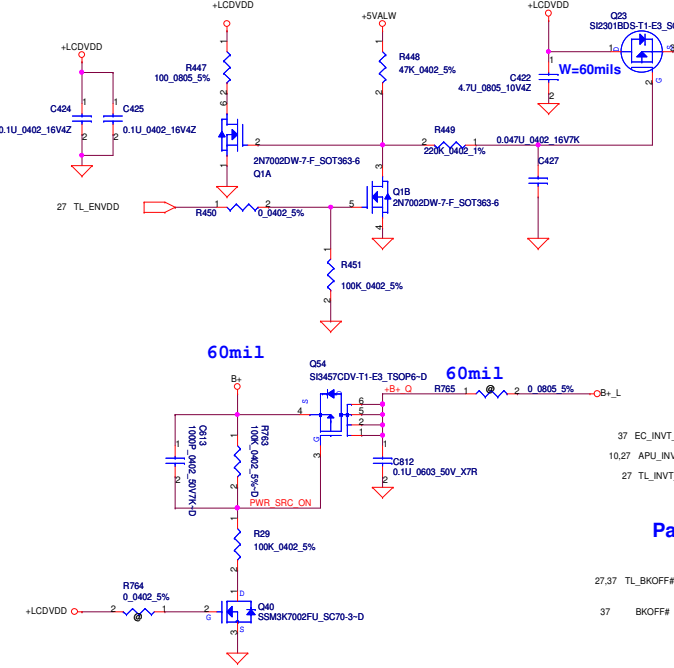 +LCDVDD
+LCDVDD
+5VALW
+LCDVDD
Q23
SI2301BDS-T1-E3_S
R447
100_0805_5%
R448
47K_0402_5%
C422
4.7U_0805_10V4Z
W=60mils
C424
0.1U_0402_16V4Z
C425
0.1U_0402_16V4Z
2N7002DW-7-F_SOT363-6
Q1A
R449
220K_0402_1%
0.047U_0402_16V7K
C427
27 TL_ENVDD
R450
0_0402_5%
Q1B
2N7002DW-7-F_SOT363-6
R451
100K_0402_5%
60mil
B+
Q54
SI3457CDV-T1-E3_TSOP6~D
+B+_Q
60mil
R765
@
0_0805_5%
B+_L
C613
1000P_0402_50V7K~D
R763
100K_0402_5%~D
PWR_SRC_ON
C812
0.1U_0603_50V_X7R
37 EC_INVT_
10,27 APU_INV
27 TL_INVT_
R29
100K_0402_5%
Pa
R764
0_0402_5%
+LCDVDD
@
Q40
SSM3K7002FU_SC70-3~D
27,37 TL_BKOFF#
37 BKOFF#